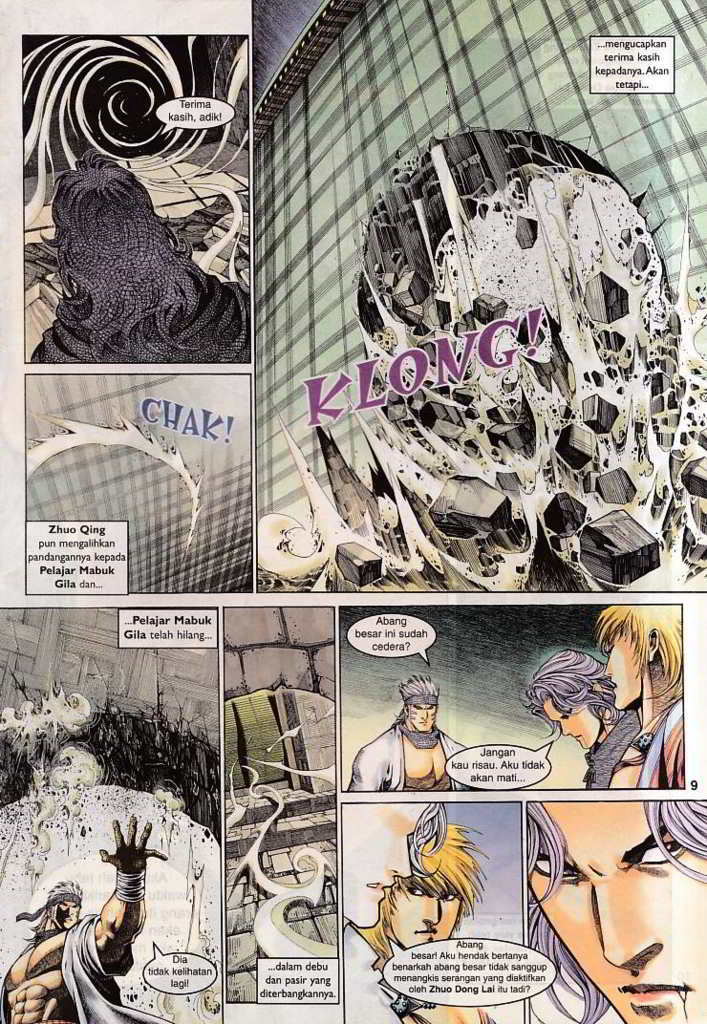 Terima
kasih, adik!
...mengucapkan
terima kasih
kepadanya. Akan
tetapi...
KLONG!
CHAK!
Zhuo Qing
pun mengalihkan
pandangannya kepada
Pelajar Mabuk
Gila dan...
...Pelajar Mabuk
Gila telah hilang...
Dia
tidak kelihatan
lagi!
...dalam debu
dan pasir yang
diterbangkannya.
Abang
besar ini sudah
cedera?
Jangan
kau risau. Aku tidak
akan mati...
9
Abang
besar! Aku hendak bertanya
benarkah abang besar tidak sanggup
menangkis serangan yang diaktifkan
oleh Zhuo Dong Lai itu tadi?